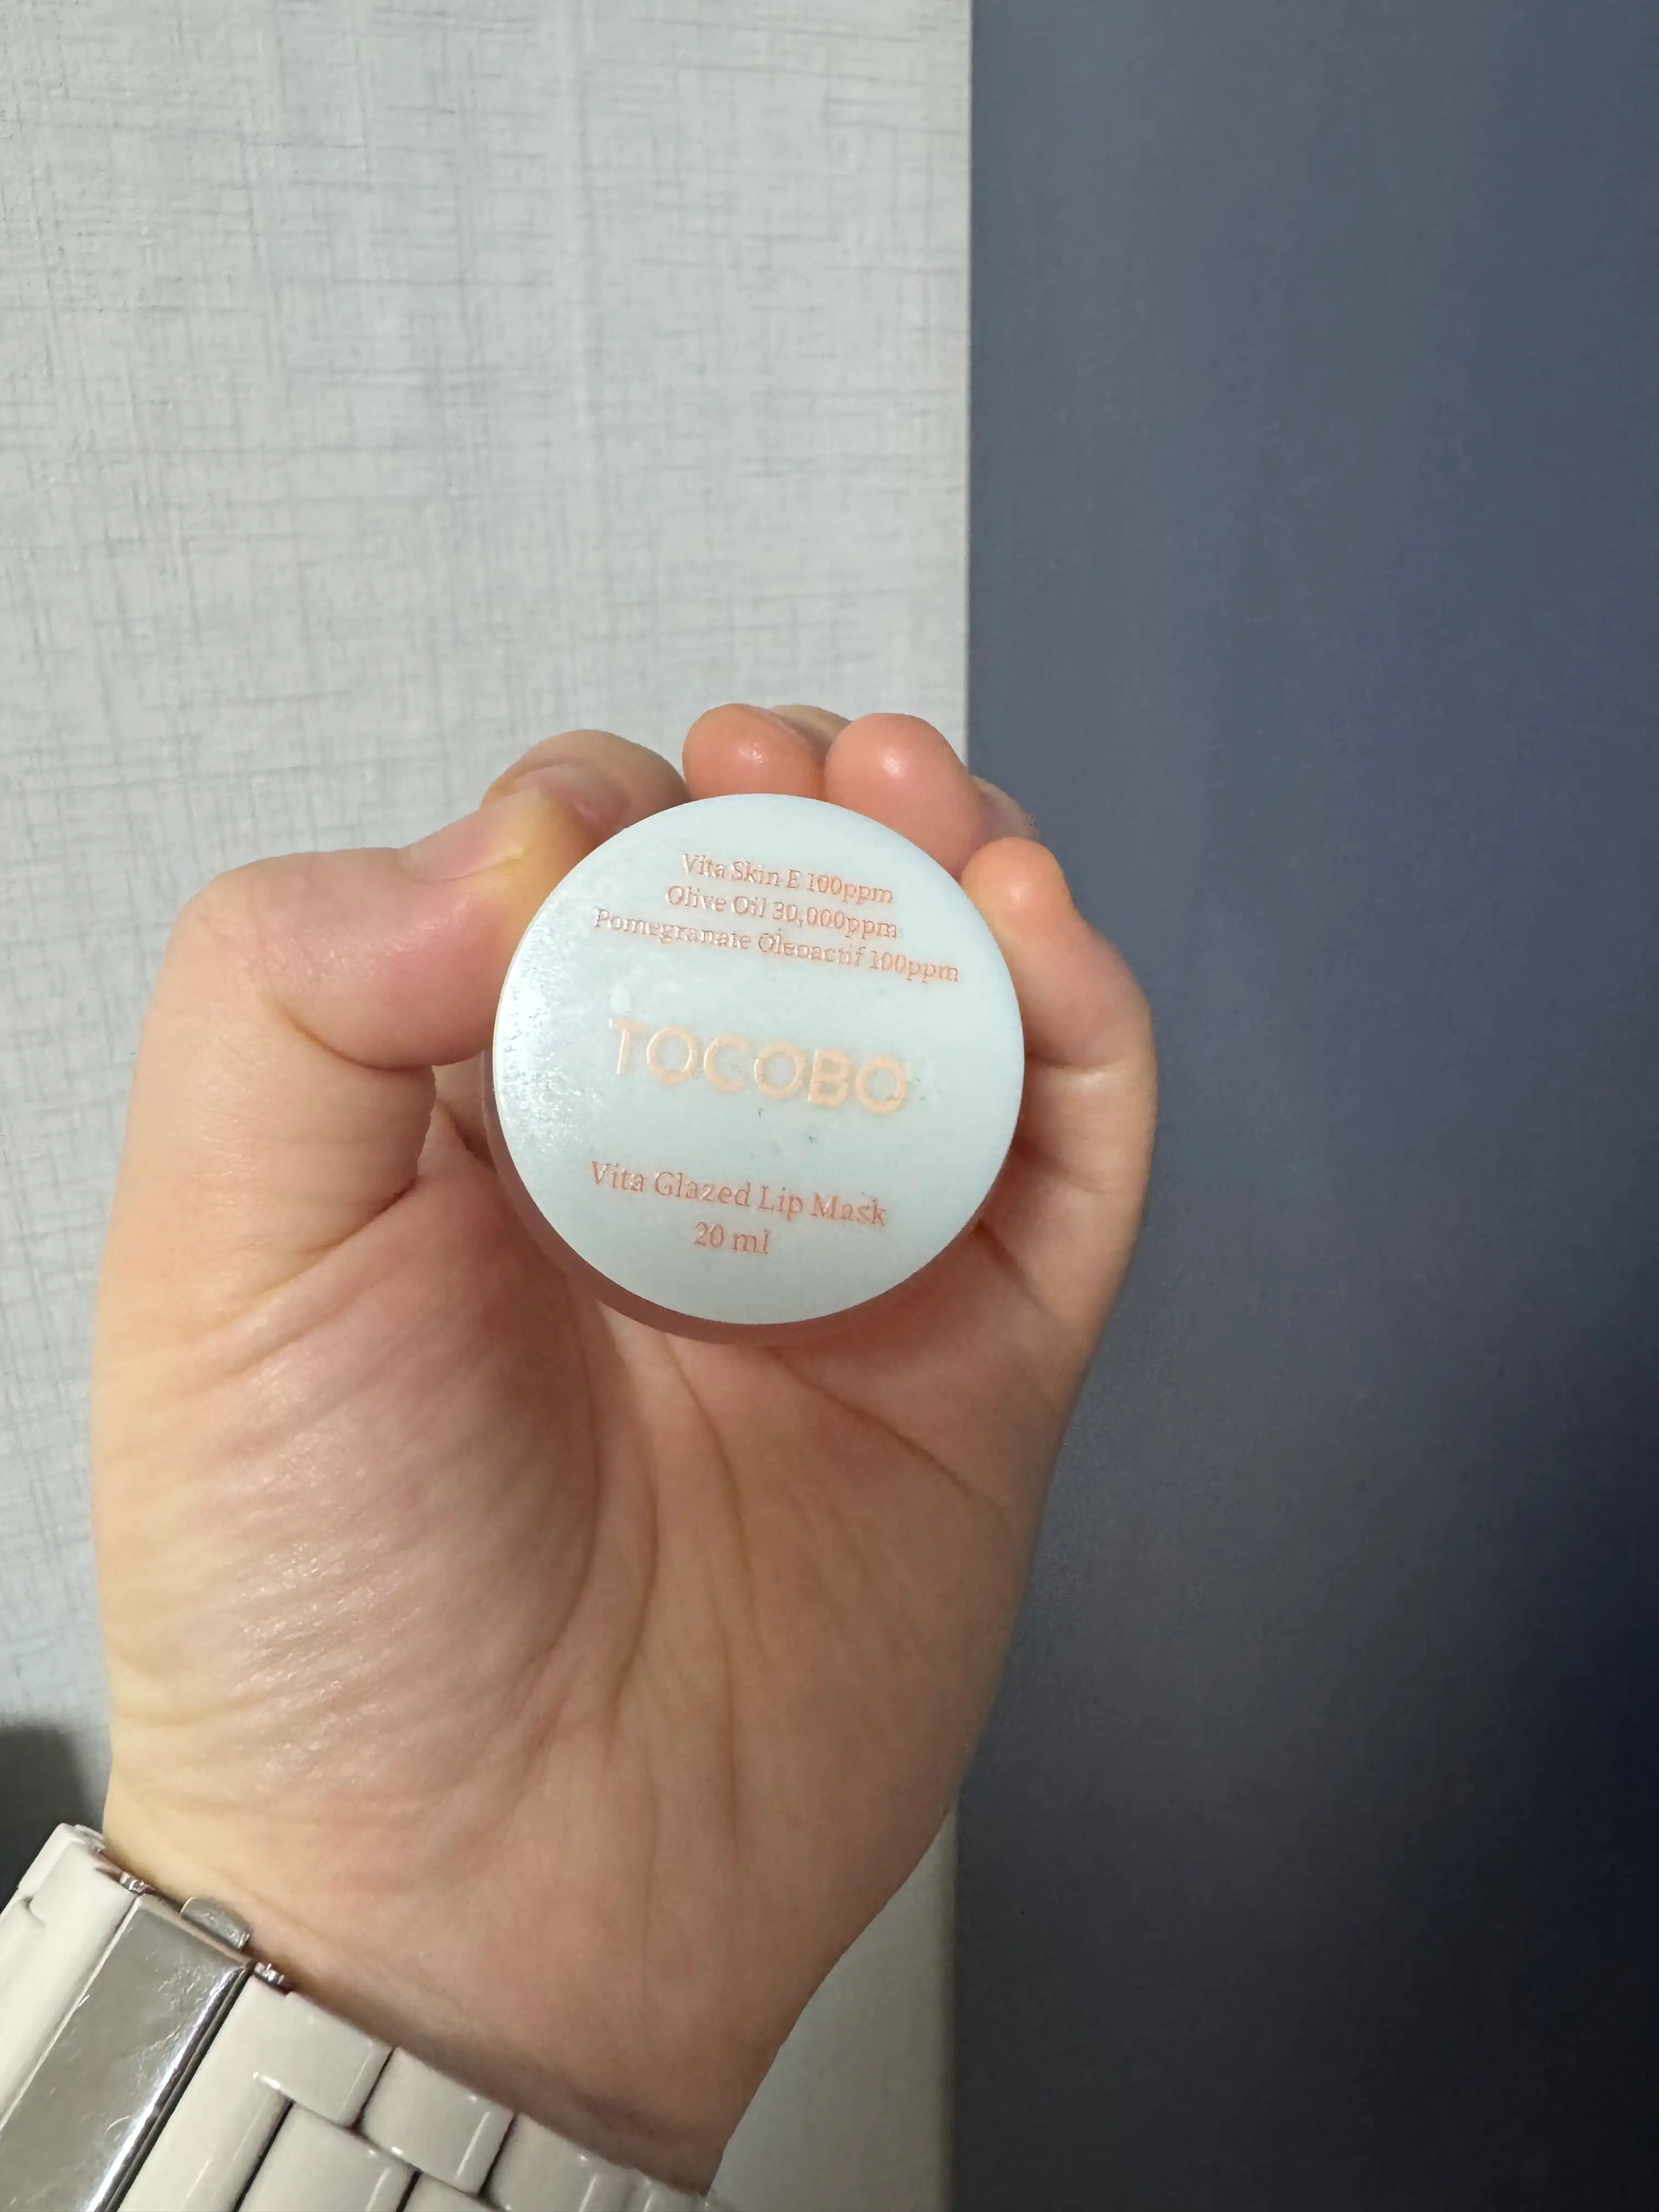 Vita Skin E 100ppm
Olive Oil 30,000ppm
Pomegranate Oleoactif 100ppm
TOCOBO
Vita Glazed Lip Mask
20 ml